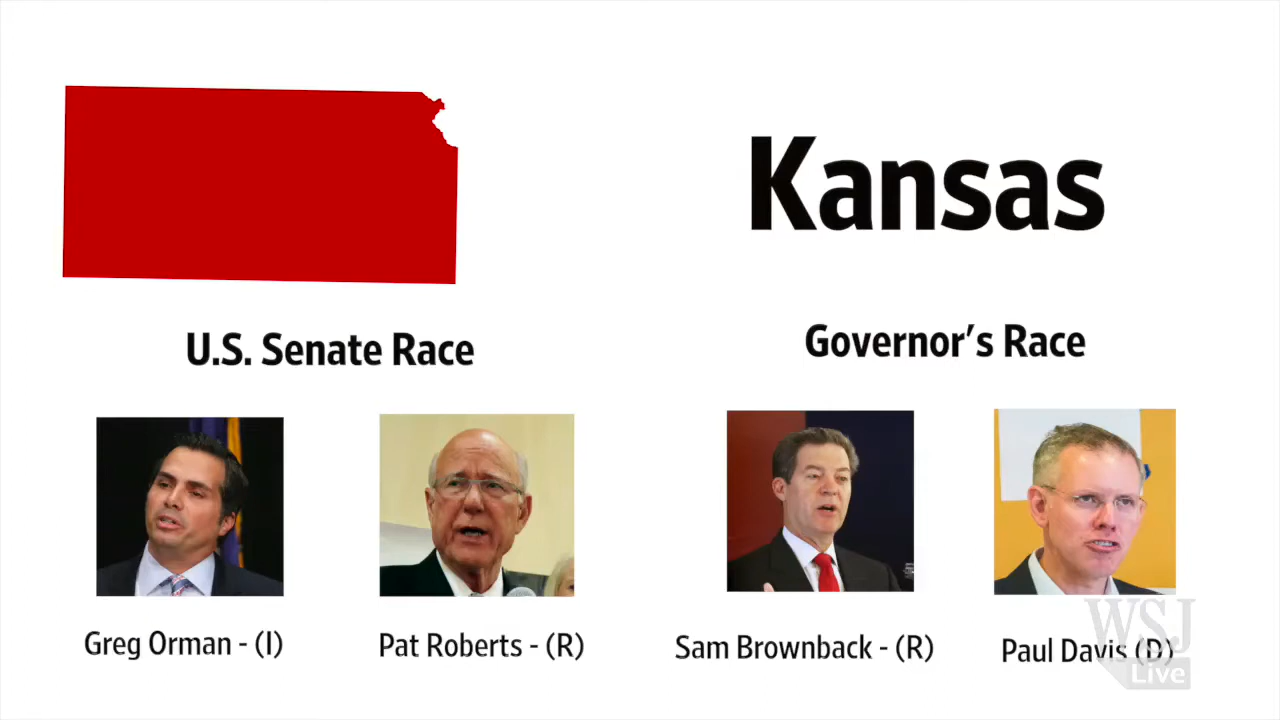 Kansas
U.S. Senate Race
Governor's Race
Greg Orman - (I)
Pat Roberts - (R)
Sam Brownback - (R)
Paul Davis (D)
WSJ
Live